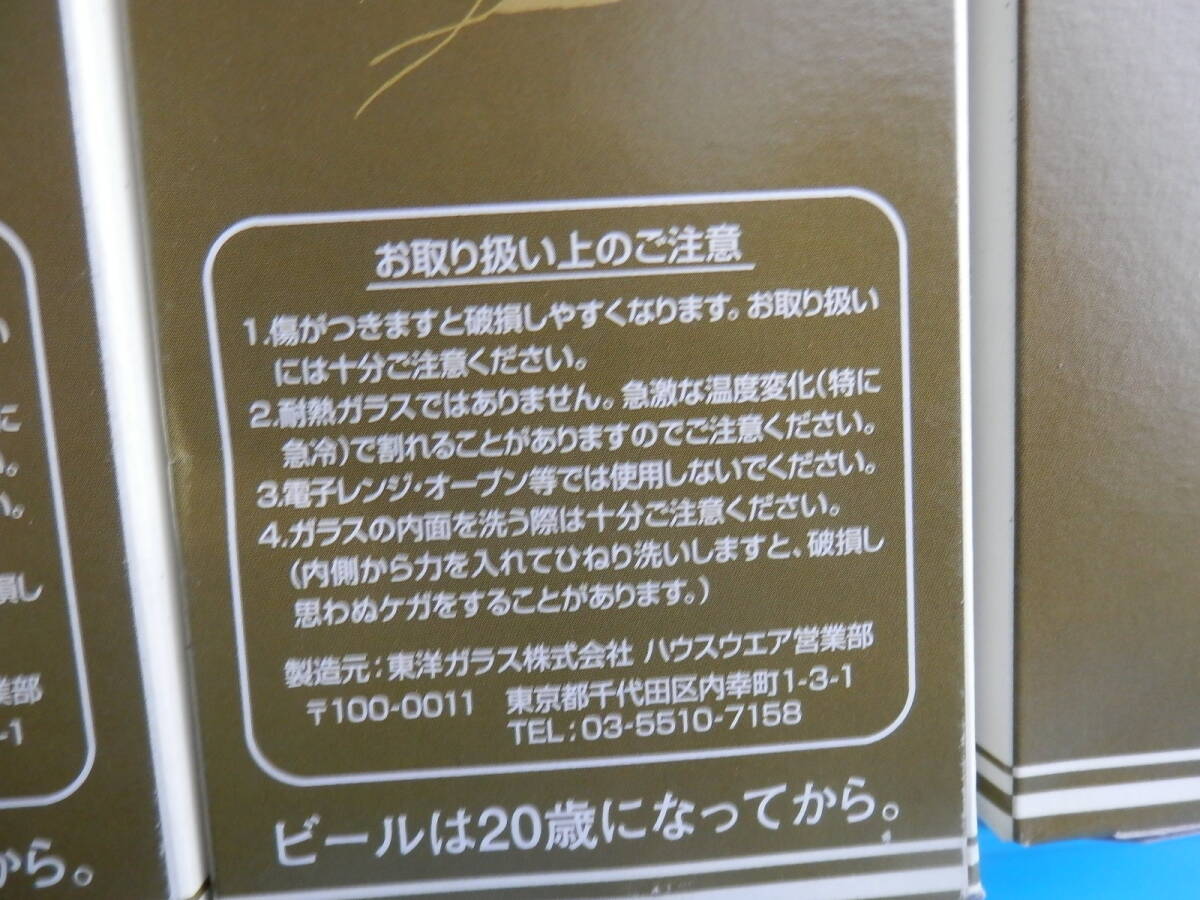 お取り扱い上のご注意
1.傷がつきますと破損しやすくなります。お取り扱い
には十分ご注意ください。
2.耐熱ガラスではありません。急激な温度変化(特に
急冷)で割れることがありますのでご注意ください。
3.電子レンジ・オーブン等では使用しないでください。
4.ガラスの内面を洗う際は十分ご注意ください。
(内側から力を入れてひねり洗いしますと、破損し
思わぬケガをすることがあります。)
製造元:東洋ガラス株式会社 ハウスウエア営業部
〒100-0011 東京都千代田区内幸町1-3-1
TEL:03-5510-7158
ビールは20歳になってから。
い
に
い。
い。
損し
業部
-1
から。